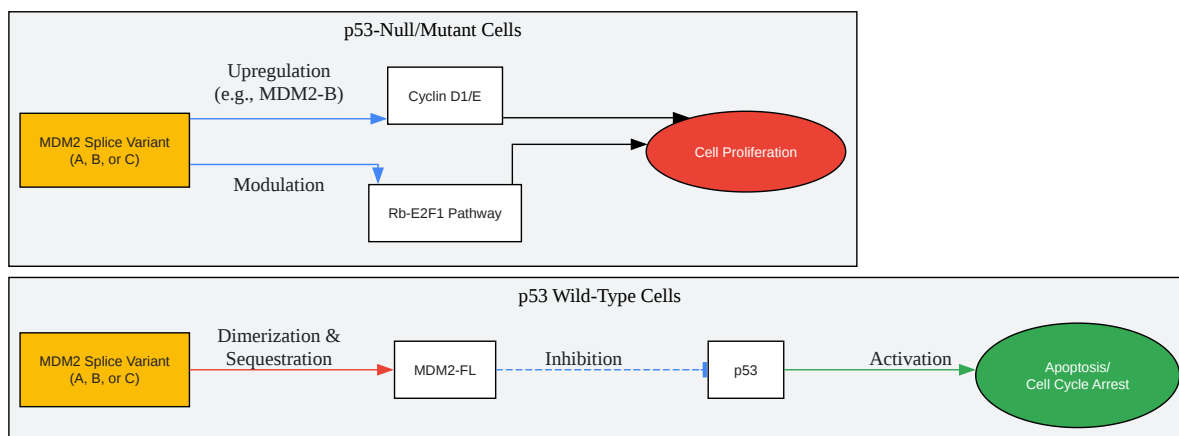 p53-Null/Mutant Cells
Upregulation
(e.g., MDM2-B)
Cyclin D1/E
MDM2 Splice Variant
(A, B, or C)
Cell Proliferation
Modulation
Rb-E2F1 Pathway
p53 Wild-Type Cells
MDM2 Splice Variant
(A, B, or C)
Dimerization &
Sequestration
MDM2-FL
Inhibition
p53
Activation
Apoptosis/
Cell Cycle Arrest